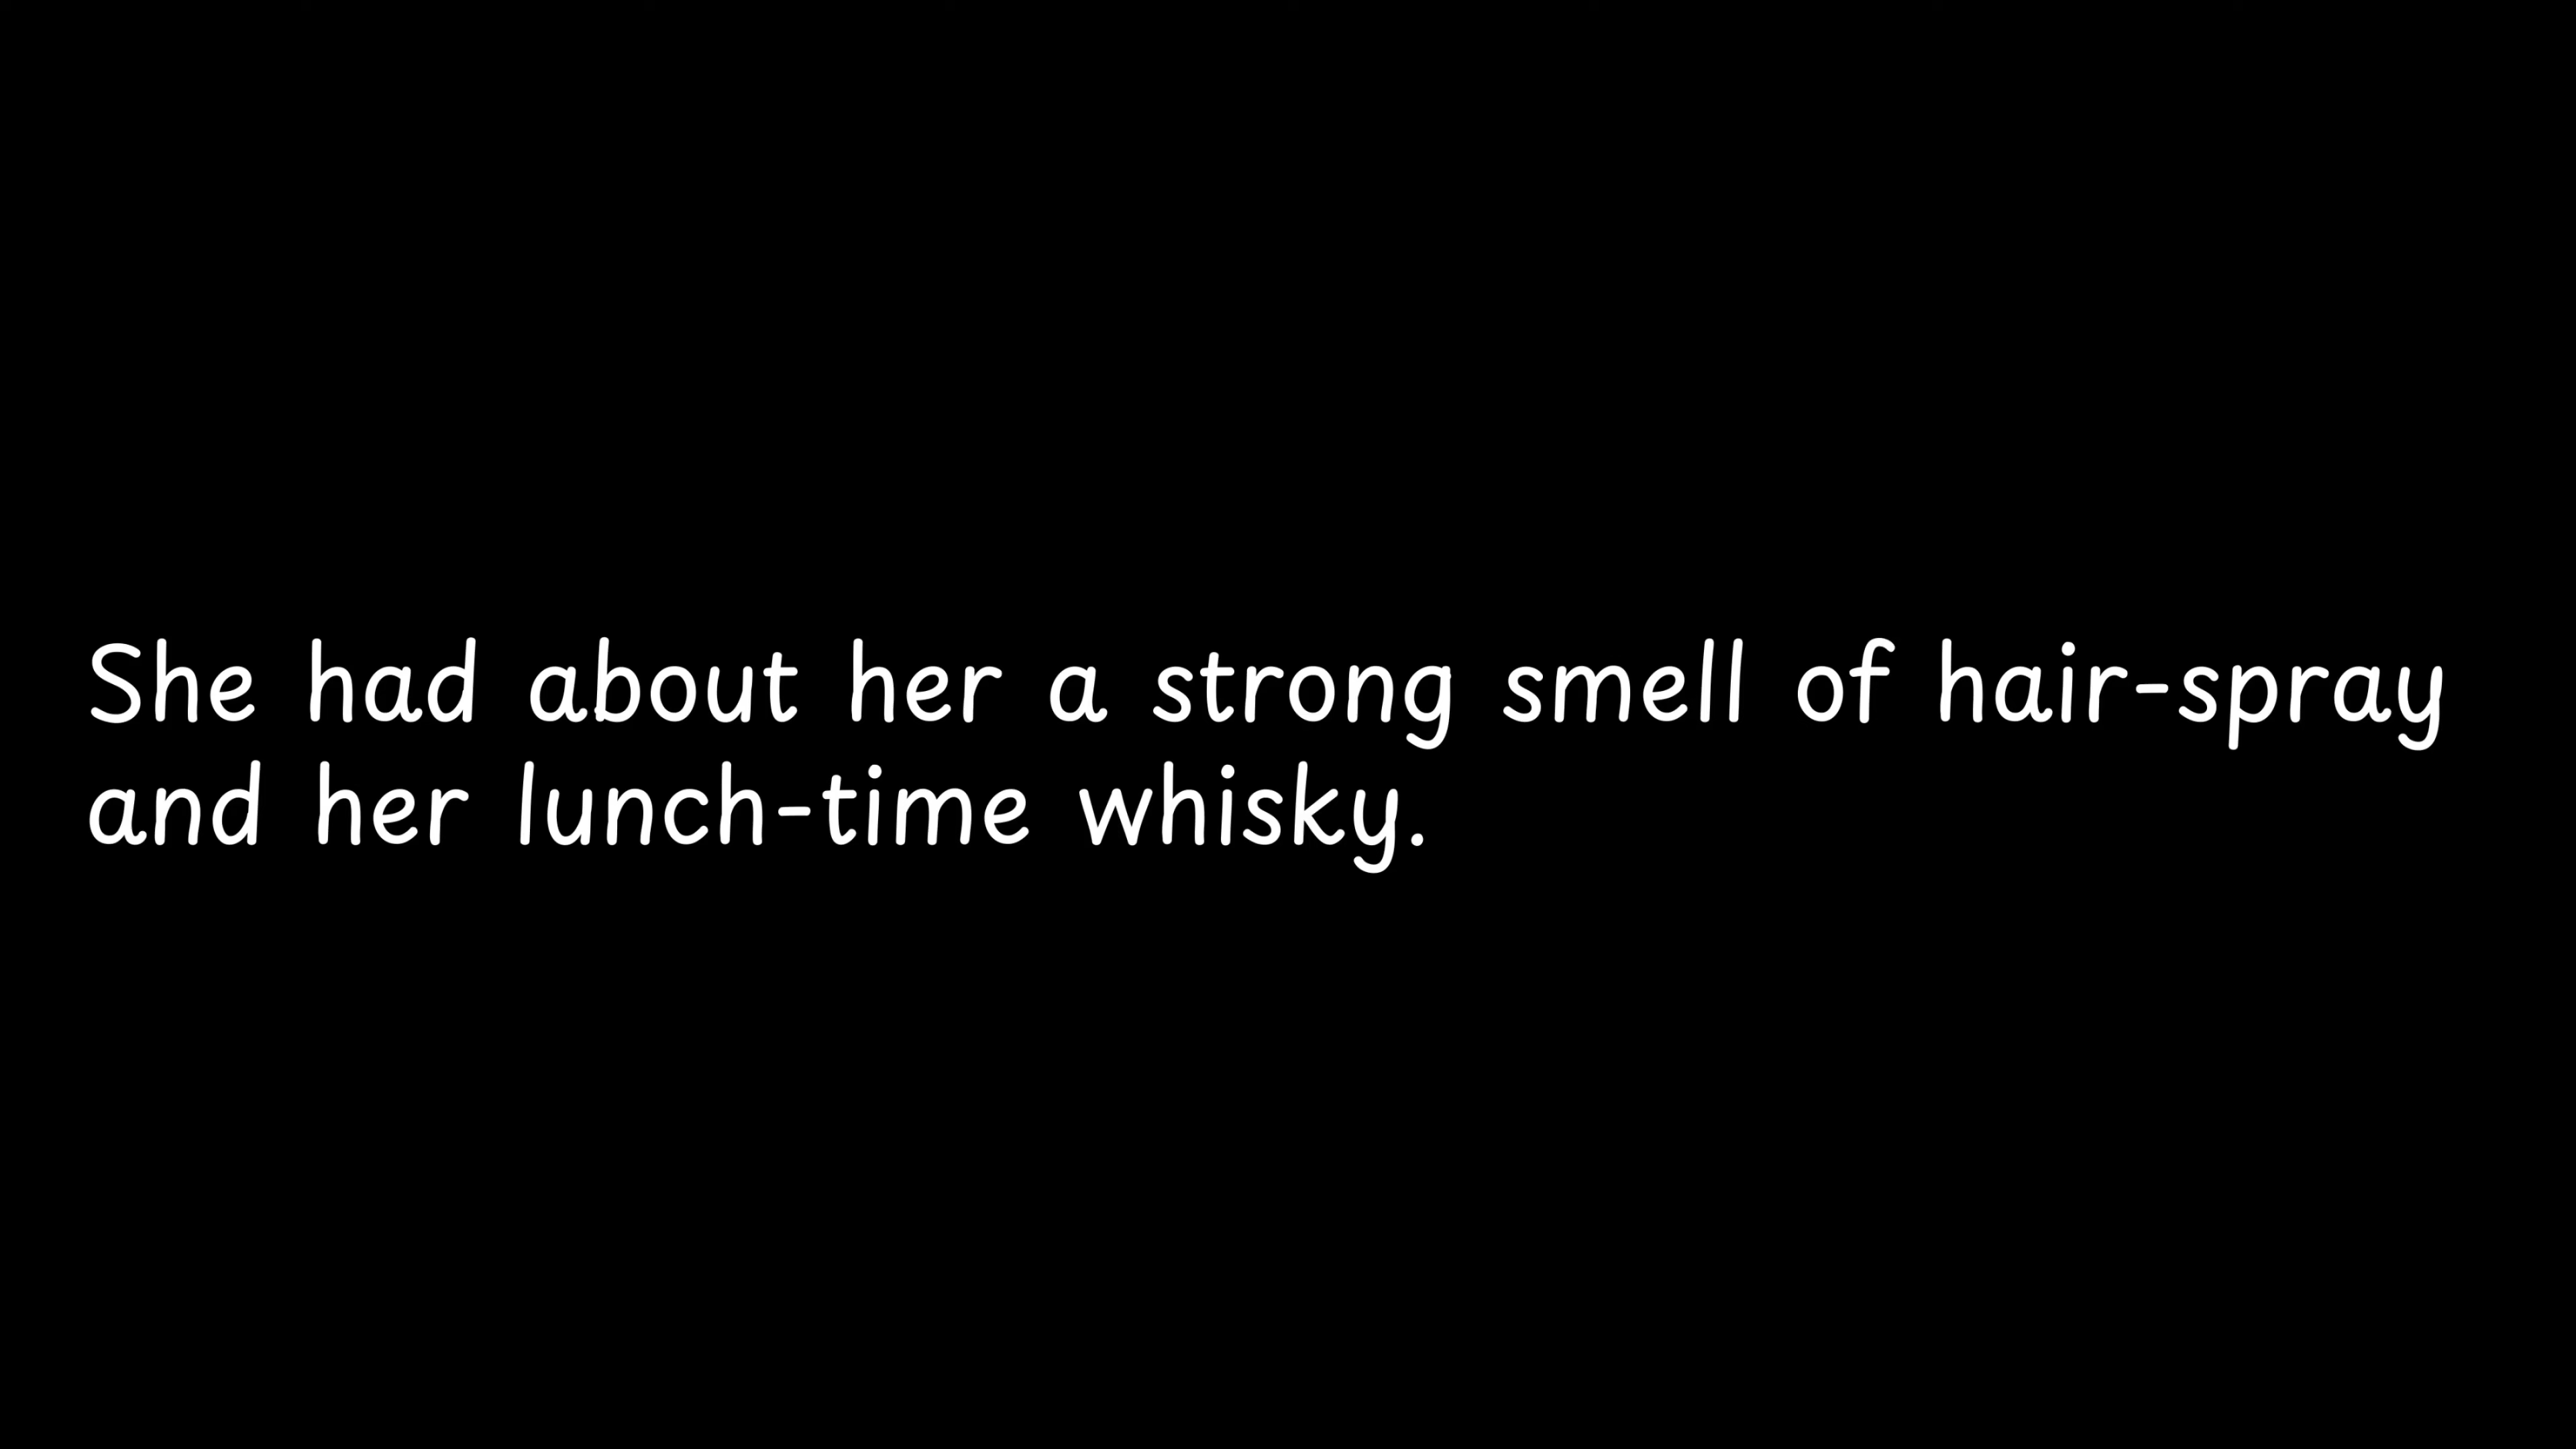 She had about her a strong smell of hair-spray
and her lunch-time whisky.